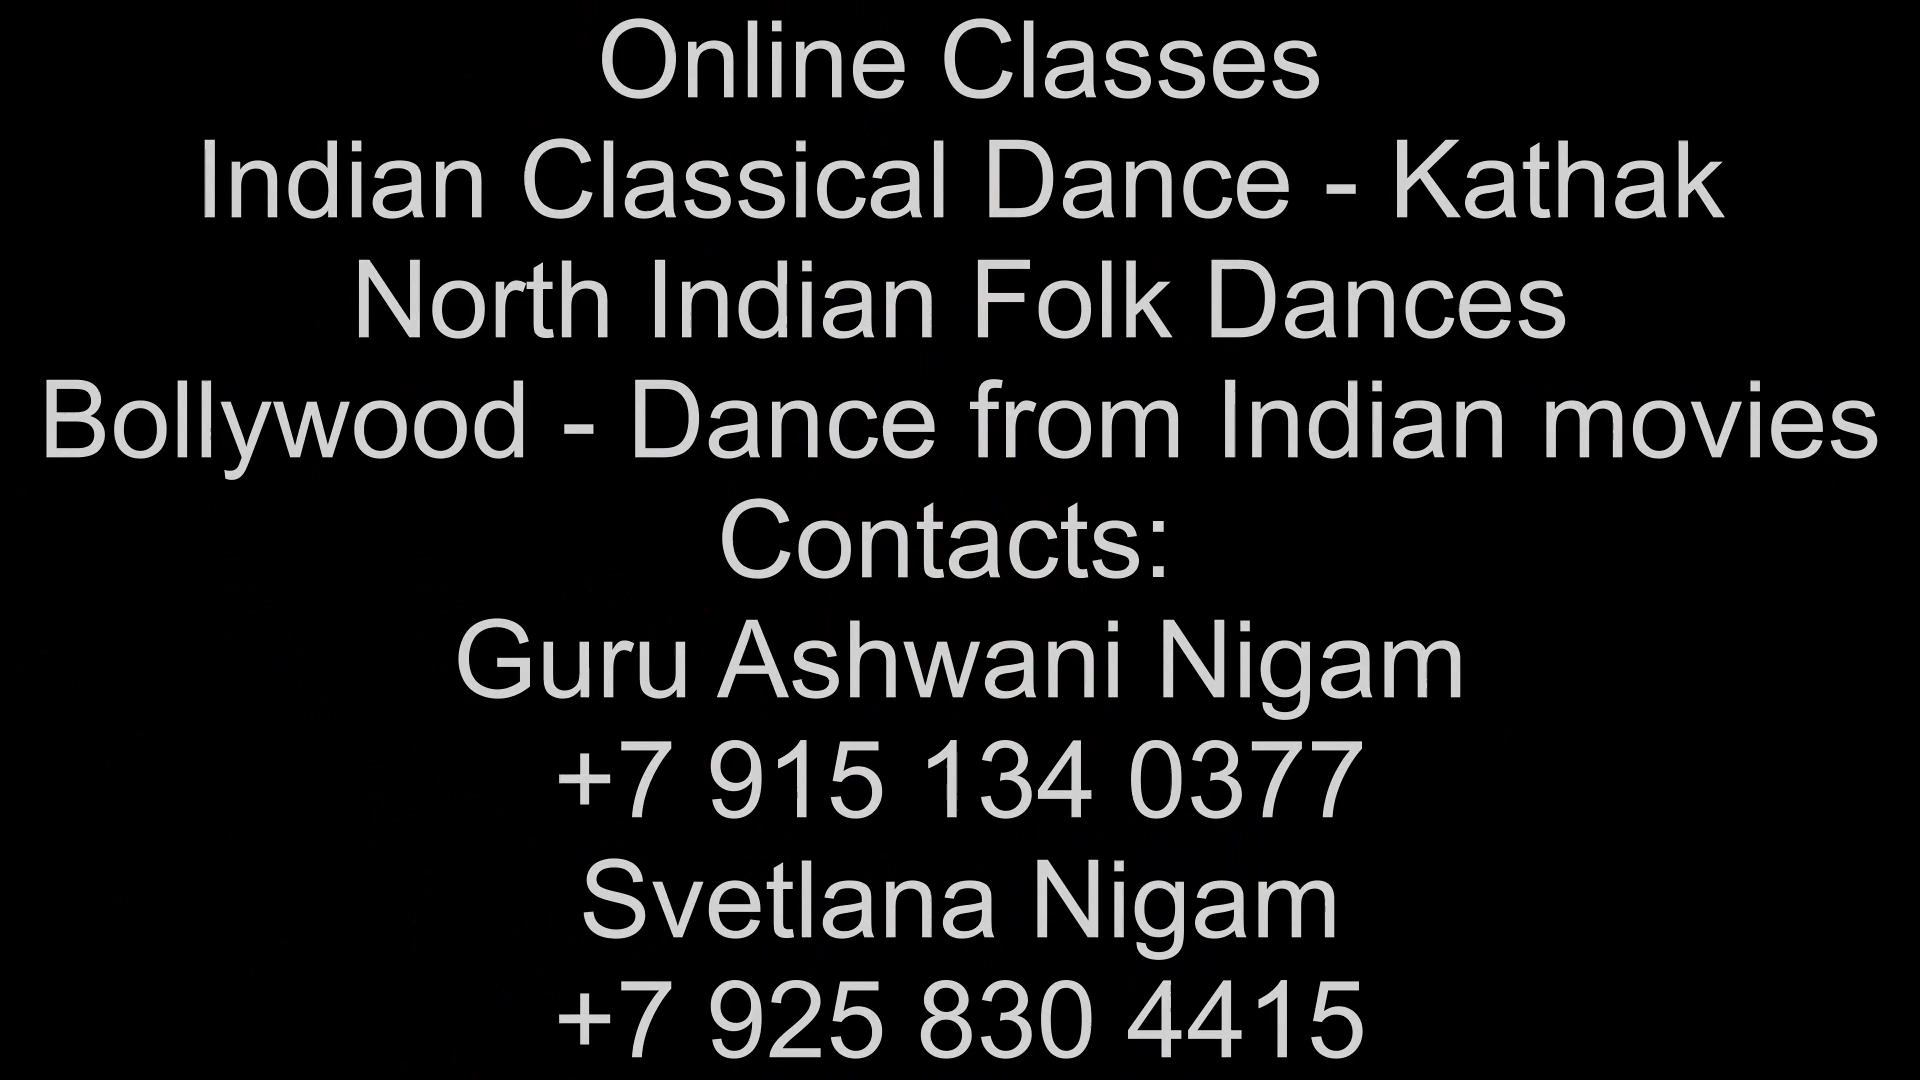 Online Classes
Indian Classical Dance - Kathak
North Indian Folk Dances
Bollywood - Dance from Indian movies
Contacts:
Guru Ashwani Nigam
+7 915 134 0377
Svetlana Nigam
+7 925 830 4415